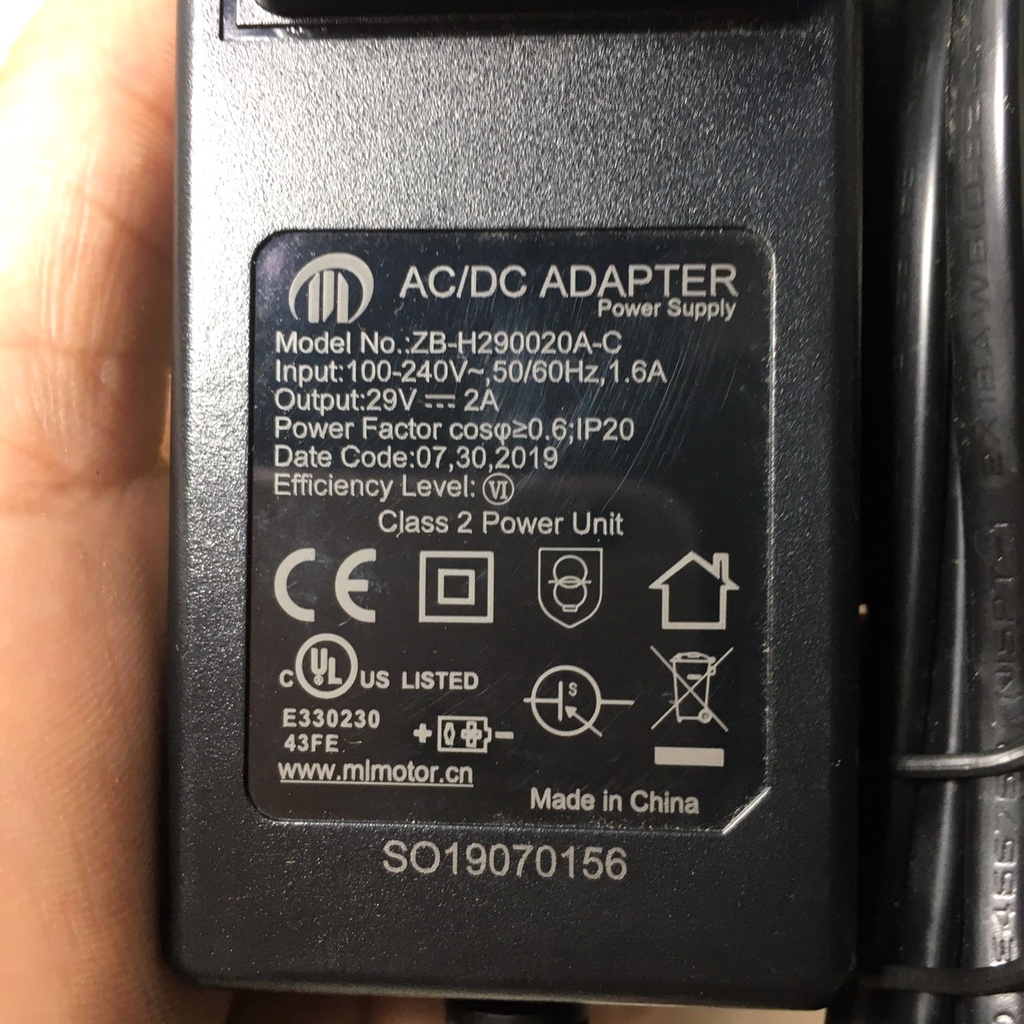 AC/DC ADAPTER
Power Supply
Model No.:ZB-H290020A-C
Input:100-240V~,50/60Hz,1.6A
Output:29V ⎓ 2A
Power Factor cosφ≥0.6;IP20
Date Code:07,30,2019
Efficiency Level: Ⓥ︎I
Class 2 Power Unit
CE
S
c UL US LISTED
E330230
43FE
+ - 
www.mlmotor.cn
Made in China
SO19070156